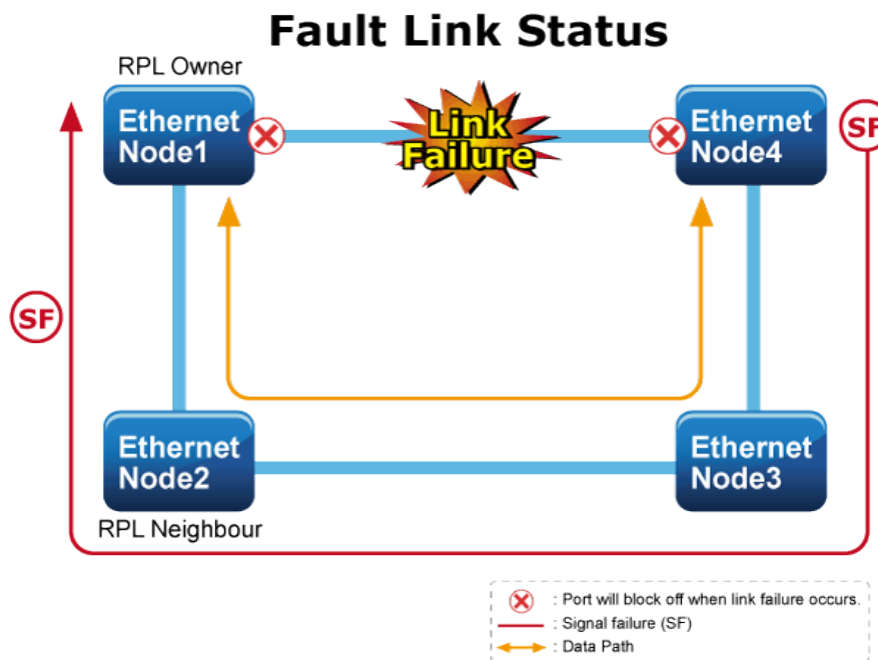 Fault Link Status
RPL Owner
Ethernet
Node1
Link
Failure
Ethernet
Node4
SF
SF
Ethernet
Node2
RPL Neighbour
Ethernet
Node3
: Port will block off when link failure occurs.
: Signal failure (SF)
: Data Path